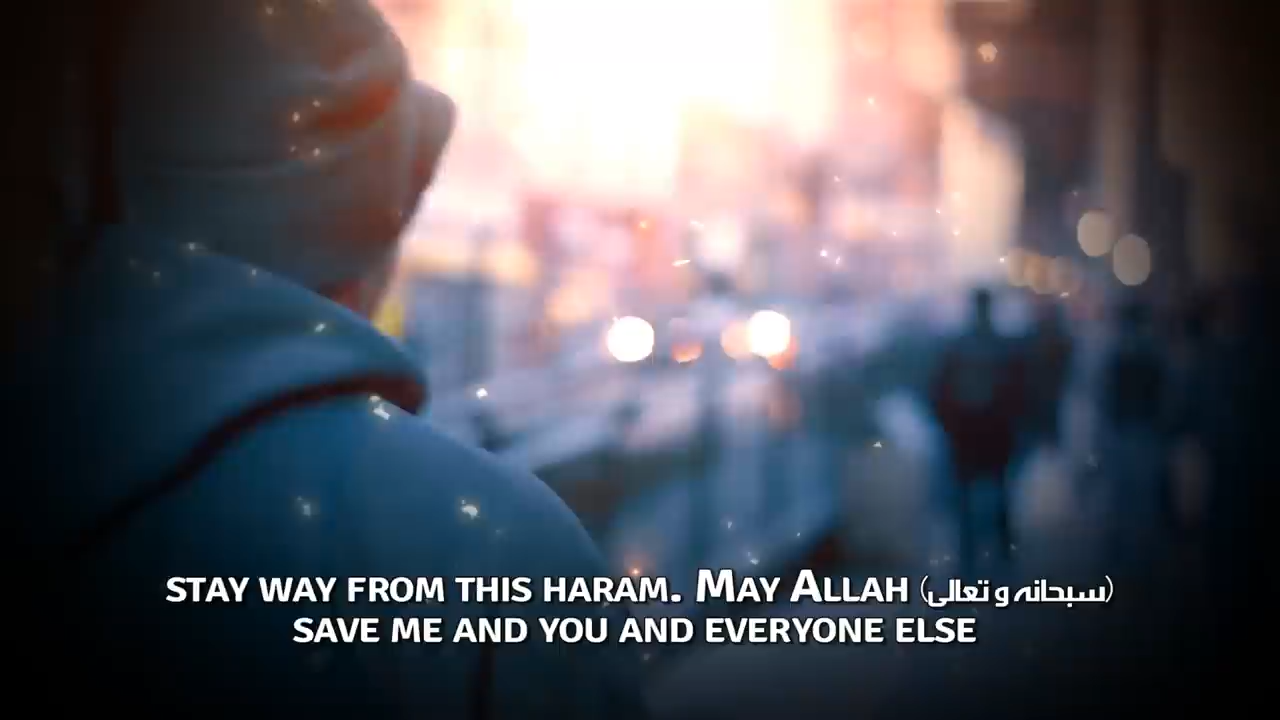 STAY WAY FROM THIS HARAM. MAY ALLAH (سبحانه و تعالى)
SAVE ME AND YOU AND EVERYONE ELSE